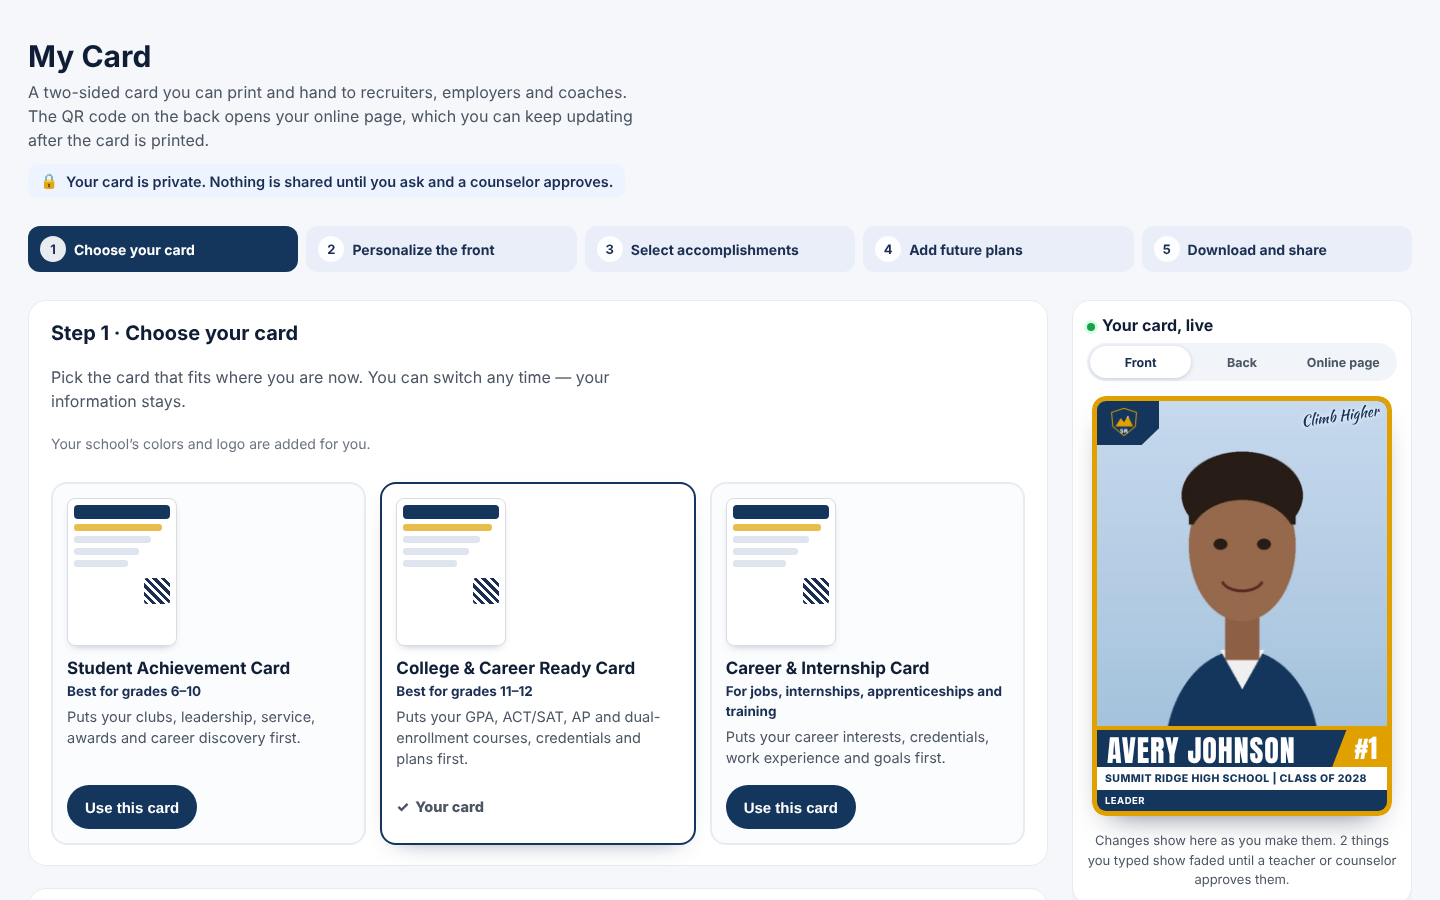 My Card
A two-sided card you can print and hand to recruiters, employers and coaches.
The QR code on the back opens your online page, which you can keep updating
after the card is printed.
Your card is private. Nothing is shared until you ask and a counselor approves.
1 Choose your card
2 Personalize the front
3 Select accomplishments
4 Add future plans
5 Download and share
Step 1 · Choose your card
Pick the card that fits where you are now. You can switch any time — your
information stays.
Your school's colors and logo are added for you.
Student Achievement Card
Best for grades 6–10
Puts your clubs, leadership, service,
awards and career discovery first.
Use this card
College & Career Ready Card
Best for grades 11–12
Puts your GPA, ACT/SAT, AP and dual-
enrollment courses, credentials and
plans first.
✓ Your card
Career & Internship Card
For jobs, internships, apprenticeships and
training
Puts your career interests, credentials,
work experience and goals first.
Use this card
Your card, live
Front
Back
Online page
SR
Climb Higher
AVERY JOHNSON
#1
SUMMIT RIDGE HIGH SCHOOL | CLASS OF 2028
LEADER
Changes show here as you make them. 2 things
you typed show faded until a teacher or counselor
approves them.